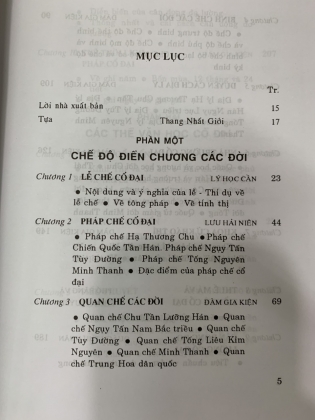 MỤC LỤC
Tr.
Lời nhà xuất bản 15
Tựa Thang Nhất Giới 17
PHẦN MỘT
CHẾ ĐỘ ĐIỂN CHƯƠNG CÁC ĐỜI
Chương 1 LỄ CHẾ CỔ ĐẠI LÝ HỌC CẦN 23
● Nội dung và ý nghĩa của lễ - Thí dụ về
lễ chế ● Về tông pháp ● Về tính thị
Chương 2 PHÁP CHẾ CỔ ĐẠI LƯU HẢI NIÊN 44
● Pháp chế Hạ Thương Chu ● Pháp chế
Chiến Quốc Tần Hán. Pháp chế Ngụy Tấn
Tùy Đường ● Pháp chế Tống Nguyên
Minh Thanh ● Đặc điểm của pháp chế cổ
đại
Chương 3 QUAN CHẾ CÁC ĐỜI ĐÀM GIA KIỆN 69
● Quan chế Chu Tần Lưỡng Hán ● Quan
chế Ngụy Tấn Nam Bắc triều ● Quan chế
Tùy Đường ● Quan chế Tống Liêu Kim
Nguyên ● Quan chế Minh Thanh ● Quan
chế Trung Hoa dân quốc
5